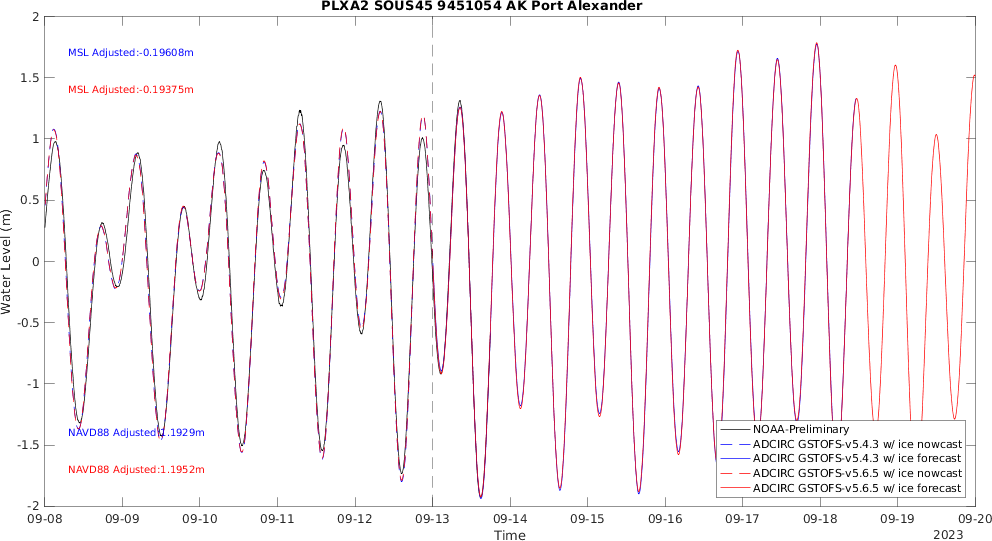 PLXA2 SOUS45 9451054 AK Port Alexander
MSL Adjusted:-0.19608m
MSL Adjusted:-0.19375m
Water Level (m)
2
1.5
1
0.5
0
-0.5
-1
-1.5
-2
NAVD88 Adjusted:1.1929m
NAVD88 Adjusted:1.1952m
NOAA-Preliminary
ADCIRC GSTOFS-v5.4.3 w/ ice nowcast
ADCIRC GSTOFS-v5.4.3 w/ ice forecast
ADCIRC GSTOFS-v5.6.5 w/ ice nowcast
ADCIRC GSTOFS-v5.6.5 w/ ice forecast
09-08 09-09 09-10 09-11 09-12 09-13 09-14 09-15 09-16 09-17 09-18 09-19 09-20
Time
2023